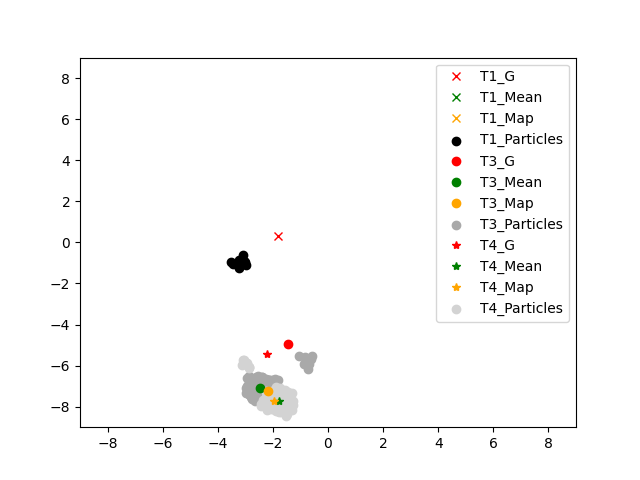 8
6
4
2
0
−2
−4
−6
−8
−8 −6 −4 −2 0 2 4 6 8
T1_G
T1_Mean
T1_Map
T1_Particles
T3_G
T3_Mean
T3_Map
T3_Particles
T4_G
T4_Mean
T4_Map
T4_Particles